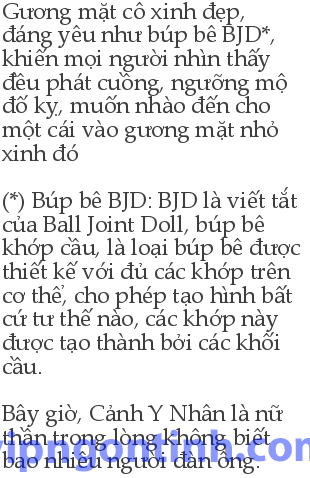 Gương mặt cô xinh đẹp,
đáng yêu như búp bê BJD*,
khiến mọi người nhìn thấy
đêu phát cuồng, ngưỡng mộ
đố kỵ, muốn nhào đến cho
một cái vào gương mặt nhỏ
xinh đó
(*) Búp bê BJD: BJD là viết tắt
của Ball Joint Doll, búp bê
khớp cầu, là loại búp bê được
thiết kế với đủ các khớp trên
cơ thể, cho phép tạo hình bất
cứ tư thế nào, các khớp này
được tạo thành bởi các khối
cầu.
Bây giờ, Cảnh Y Nhân là nữ
thần trong lòng không biết
bao nhiêu người đàn ông.
vipngontinh.com